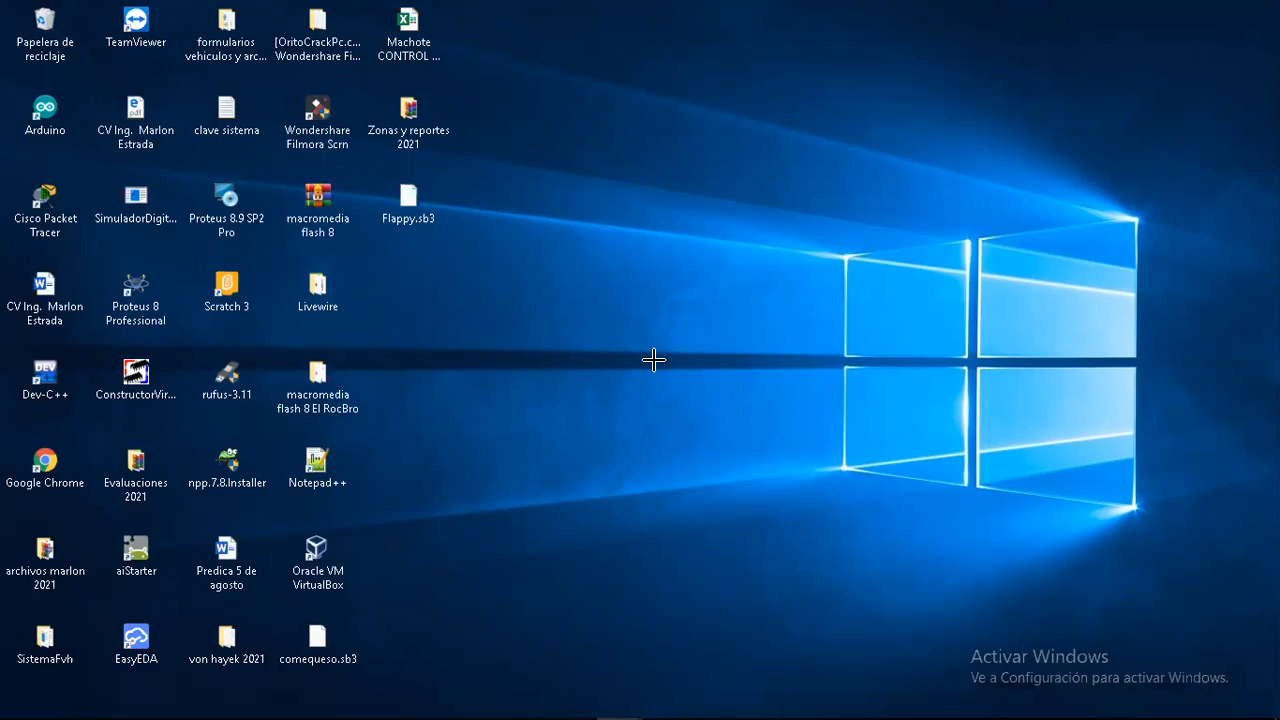 Papelera de
reciclaje
TeamViewer
formularios
vehiculos y arc...
[OritoCrackPc.c...
Wondershare Fi...
Machote
CONTROL ...
Arduino
CV Ing. Marlon
Estrada
clave sistema
Wondershare
Filmora Scrn
Zonas y reportes
2021
Cisco Packet
Tracer
SimuladorDigit...
Proteus 8.9 SP2
Pro
macromedia
flash 8
Flappy.sb3
CV Ing. Marlon
Estrada
Proteus 8
Professional
Scratch 3
Livewire
DEV
Dev-C++
ConstructorVir...
rufus-3.11
macromedia
flash 8 El RocBro
Google Chrome
Evaluaciones
2021
npp.7.8.Installer
Notepad++
archivos marlon
2021
aiStarter
Predica 5 de
agosto
Oracle VM
VirtualBox
SistemaFvh
EasyEDA
von hayek 2021
comequeso.sb3
Activar Windows
Ve a Configuración para activar Windows.